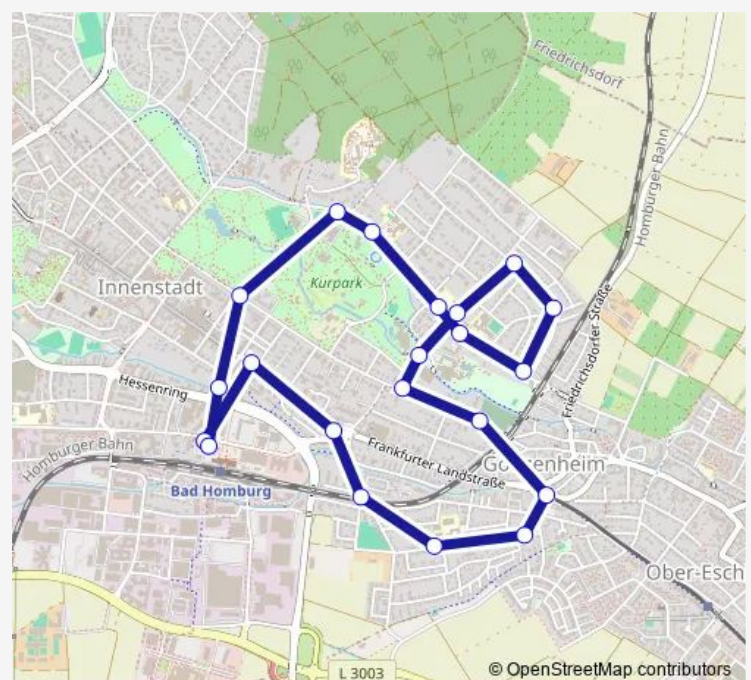 Friedrichsdorf
Homburger Bahn
Kurpark
Innenstadt
Friedrichsdorfer Straße
Hessenring
Frankfurter Landstraße
Homburger Bahn
Bad Homburg
Ober-Esch
L 3003
© OpenStreetMap contributors